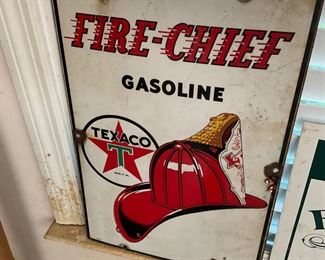 FIRE-CHIEF
GASOLINE
TEXACO
T